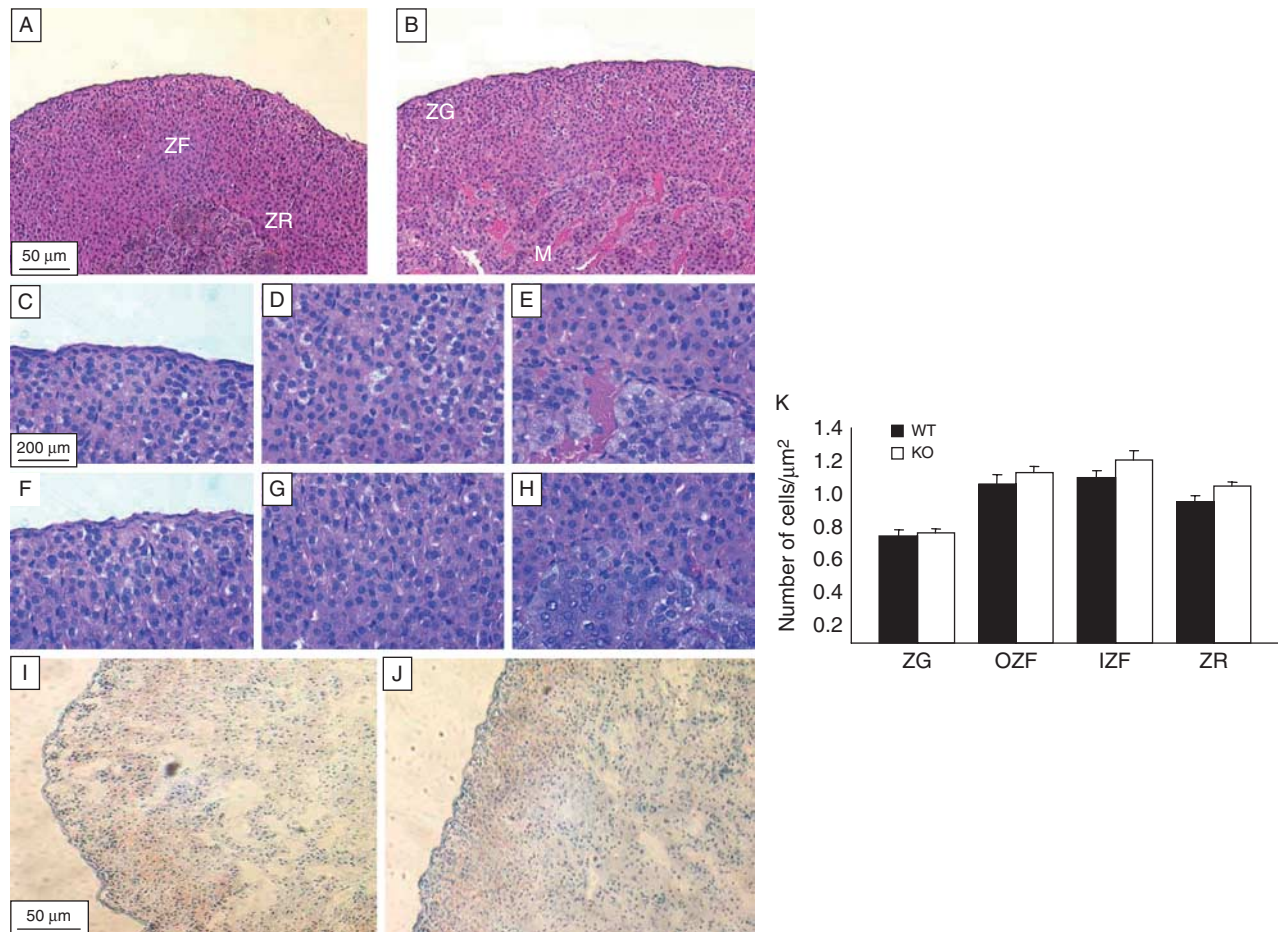 A
B
ZF
ZR
50 µm
ZG
M
C
D
E
200 µm
F
G
H
I
J
50 µm
K
Number of cells/µm²
1.4
1.2
1.0
0.8
0.6
0.4
0.2
WT
KO
ZG OZF IZF ZR